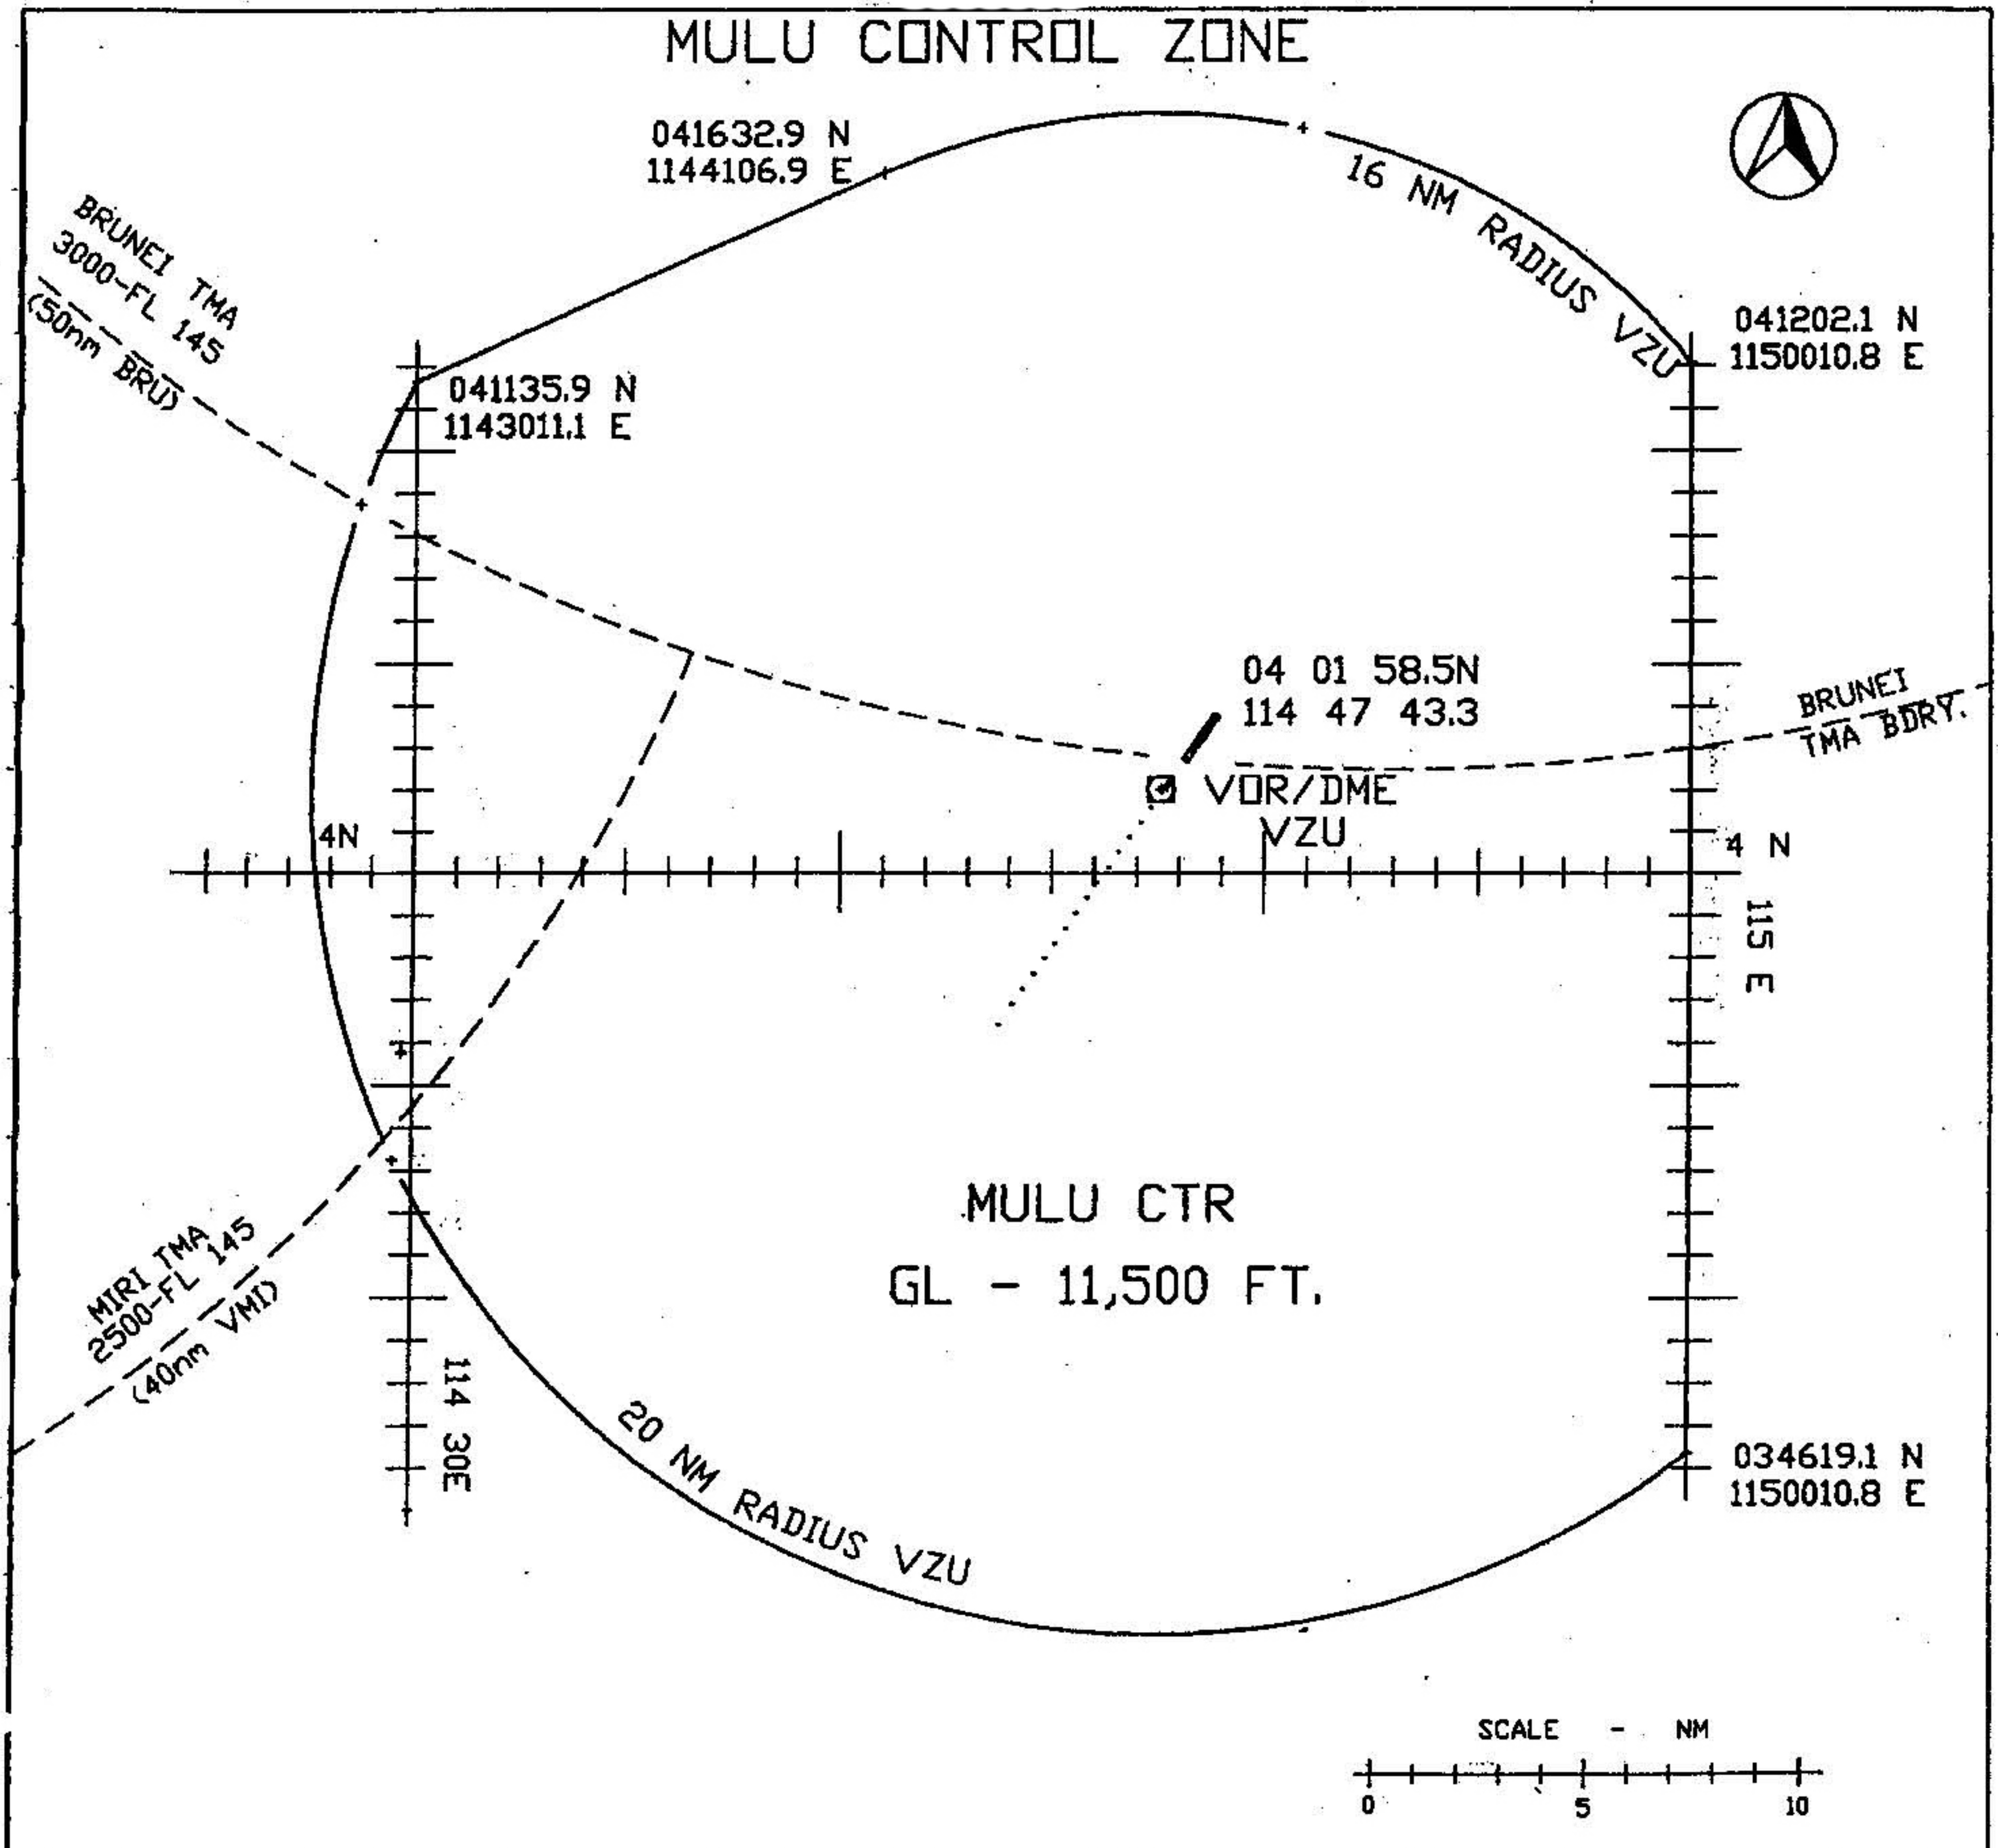 MULU CONTROL ZONE
041632.9 N
1144106.9 E
16 NM RADIUS VZU
BRUNEI TMA
3000-FL 145
(50nm BRU)
041202.1 N
1150010.8 E
041135.9 N
1143011.1 E
04 01 58.5N
114 47 43.3
BRUNEI
TMA BDRY.
VOR/DME
VZU
4N
4 N
115 E
MULU CTR
GL - 11,500 FT.
MIRI TMA
2500-FL 145
(40nm VMI)
114 30E
20 NM RADIUS VZU
034619.1 N
1150010.8 E
SCALE - NM
0 5 10